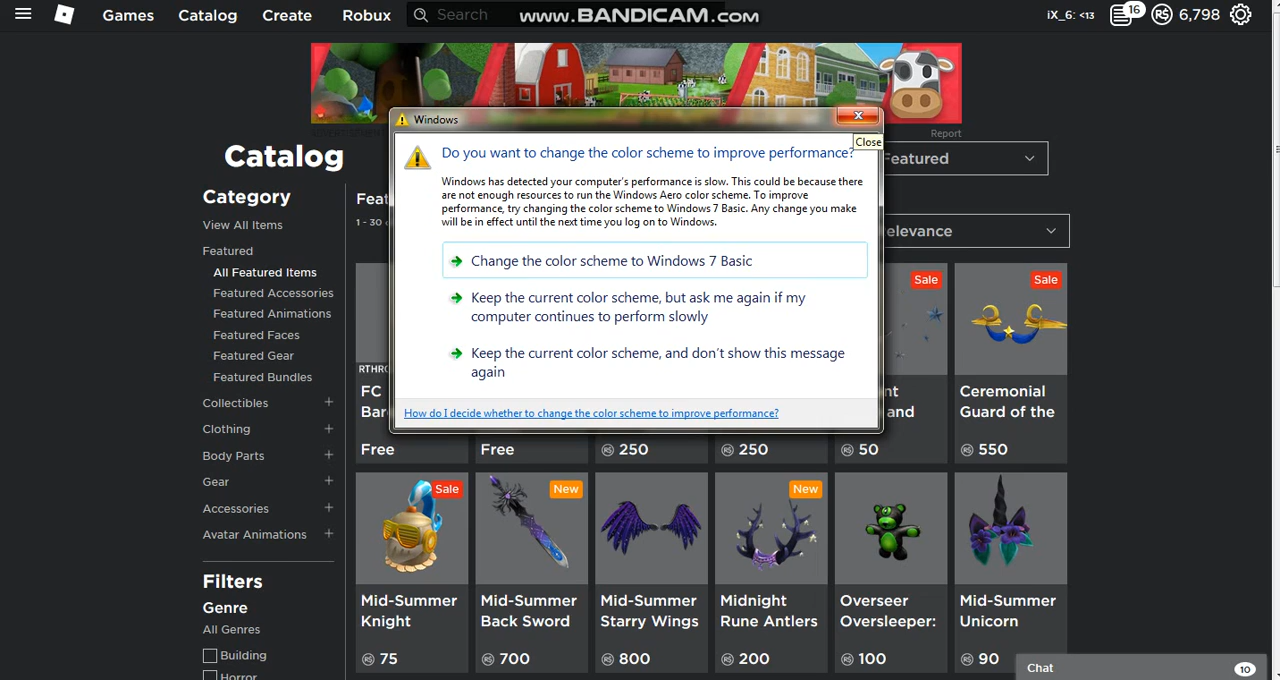 Games
Catalog
Create
Robux
Search
www.BANDICAM.com
iX_6: <13
16
6,798
Report
Windows
Close
Do you want to change the color scheme to improve performance?
Windows has detected your computer's performance is slow. This could be because there
are not enough resources to run the Windows Aero color scheme. To improve
performance, try changing the color scheme to Windows 7 Basic. Any change you make
will be in effect until the next time you log on to Windows.
Change the color scheme to Windows 7 Basic
Keep the current color scheme, but ask me again if my
computer continues to perform slowly
Keep the current color scheme, and don't show this message
again
How do I decide whether to change the color scheme to improve performance?
Catalog
Featured
Category
View All Items
Featured
All Featured Items
Featured Accessories
Featured Animations
Featured Faces
Featured Gear
Featured Bundles
Collectibles
Clothing
Body Parts
Gear
Accessories
Avatar Animations
Filters
Genre
All Genres
Building
Horror
Fea
1 - 30
elevance
RTHRO
FC
Bar
Free
Free
250
250
Sale
nt
and
50
Sale
Ceremonial
Guard of the
550
Sale
Mid-Summer
Knight
75
New
Mid-Summer
Back Sword
700
Mid-Summer
Starry Wings
800
New
Midnight
Rune Antlers
200
Overseer
Oversleeper:
100
Mid-Summer
Unicorn
90
Chat
10